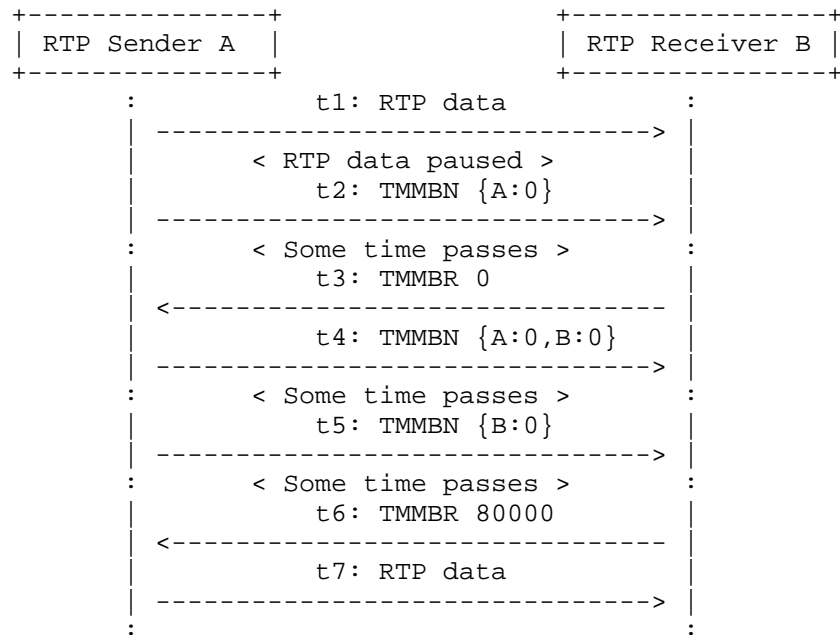 RTP Sender A RTP Receiver B
t1: RTP data
< RTP data paused >
t2: TMMBN {A:0}
< Some time passes >
t3: TMMBR 0
t4: TMMBN {A:0,B:0}
< Some time passes >
t5: TMMBN {B:0}
< Some time passes >
t6: TMMBR 80000
t7: RTP data